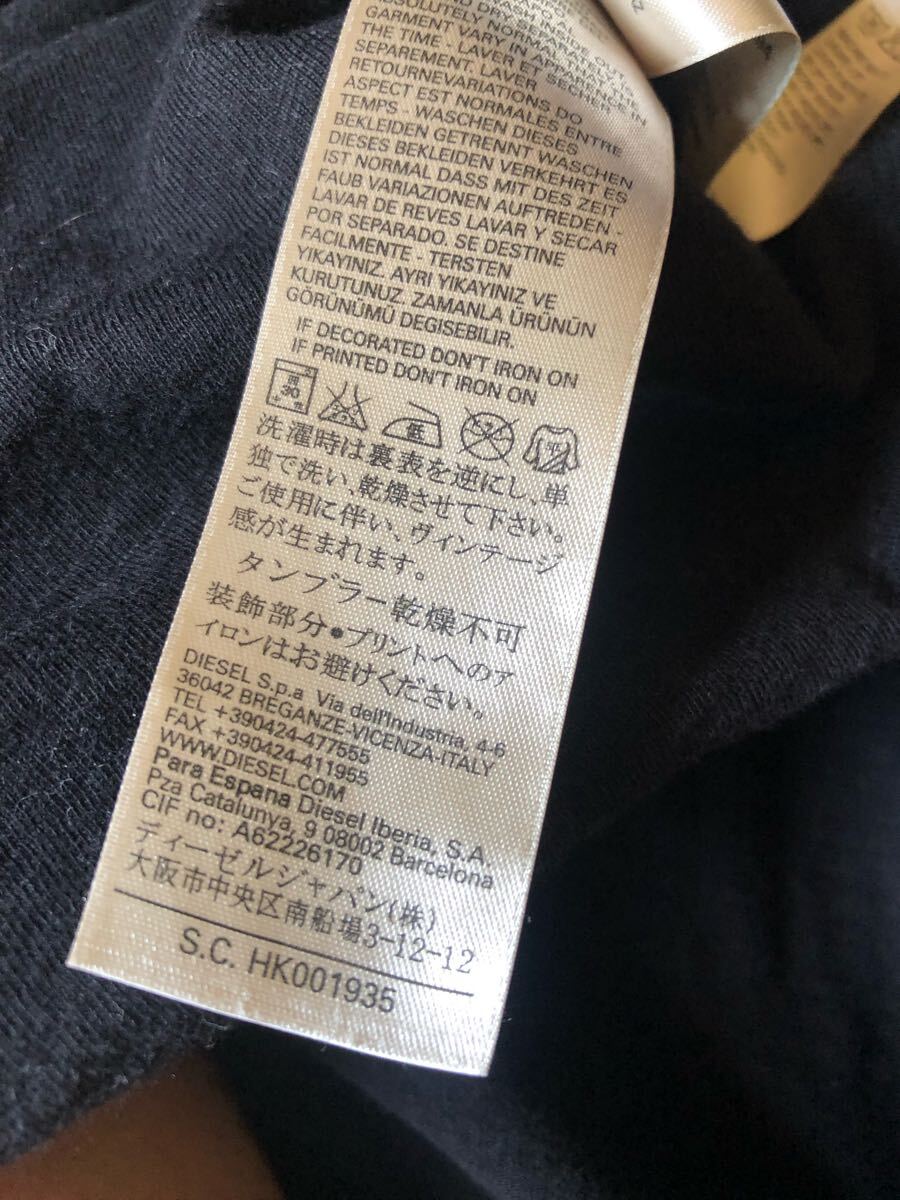 ABSOLUTELY NORMAL
GARMENT VARY IN
THE TIME - LAVER ET SECHER
SEPAREMENT, LAVER
RETOURNEVARIATIONS DO
ASPECT EST NORMALES ENTRE
TEMPS - WASCHEN DIESES
BEKLEIDEN GETRENNT WASCHEN
DIESES BEKLEIDEN VERKEHRT ES
IST NORMAL DASS MIT DES ZEIT
FAUB VARIAZIONEN AUFTREDEN -
LAVAR DE REVES LAVAR Y SECAR
POR SEPARADO. SE DESTINE
FACILMENTE - TERSTEN
YIKAYINIZ. AYRI YIKAYINIZ VE
KURUTUNUZ. ZAMANLA ÜRÜNÜN
GÖRÜNÜMÜ DEGISEBILIR.
IF DECORATED DON'T IRON ON
IF PRINTED DON'T IRON ON
30 低
洗濯時は裏表を逆にし、単
独で洗い、乾燥させて下さい。
ご使用に伴い、ヴィンテージ
感が生まれます。
タンブラー乾燥不可
装飾部分●プリントへのア
イロンはお避けください。
DIESEL S.p.a Via dell'Industria, 4-6
36042 BREGANZE-VICENZA-ITALY
TEL +390424-477555
FAX +390424-411955
WWW.DIESEL.COM
Para Espana Diesel Iberia, S.A.
Pza Catalunya, 9 08002 Barcelona
CIF no: A62226170
ディーゼルジャパン(株)
大阪市中央区南船場3-12-12
S.C. HK001935